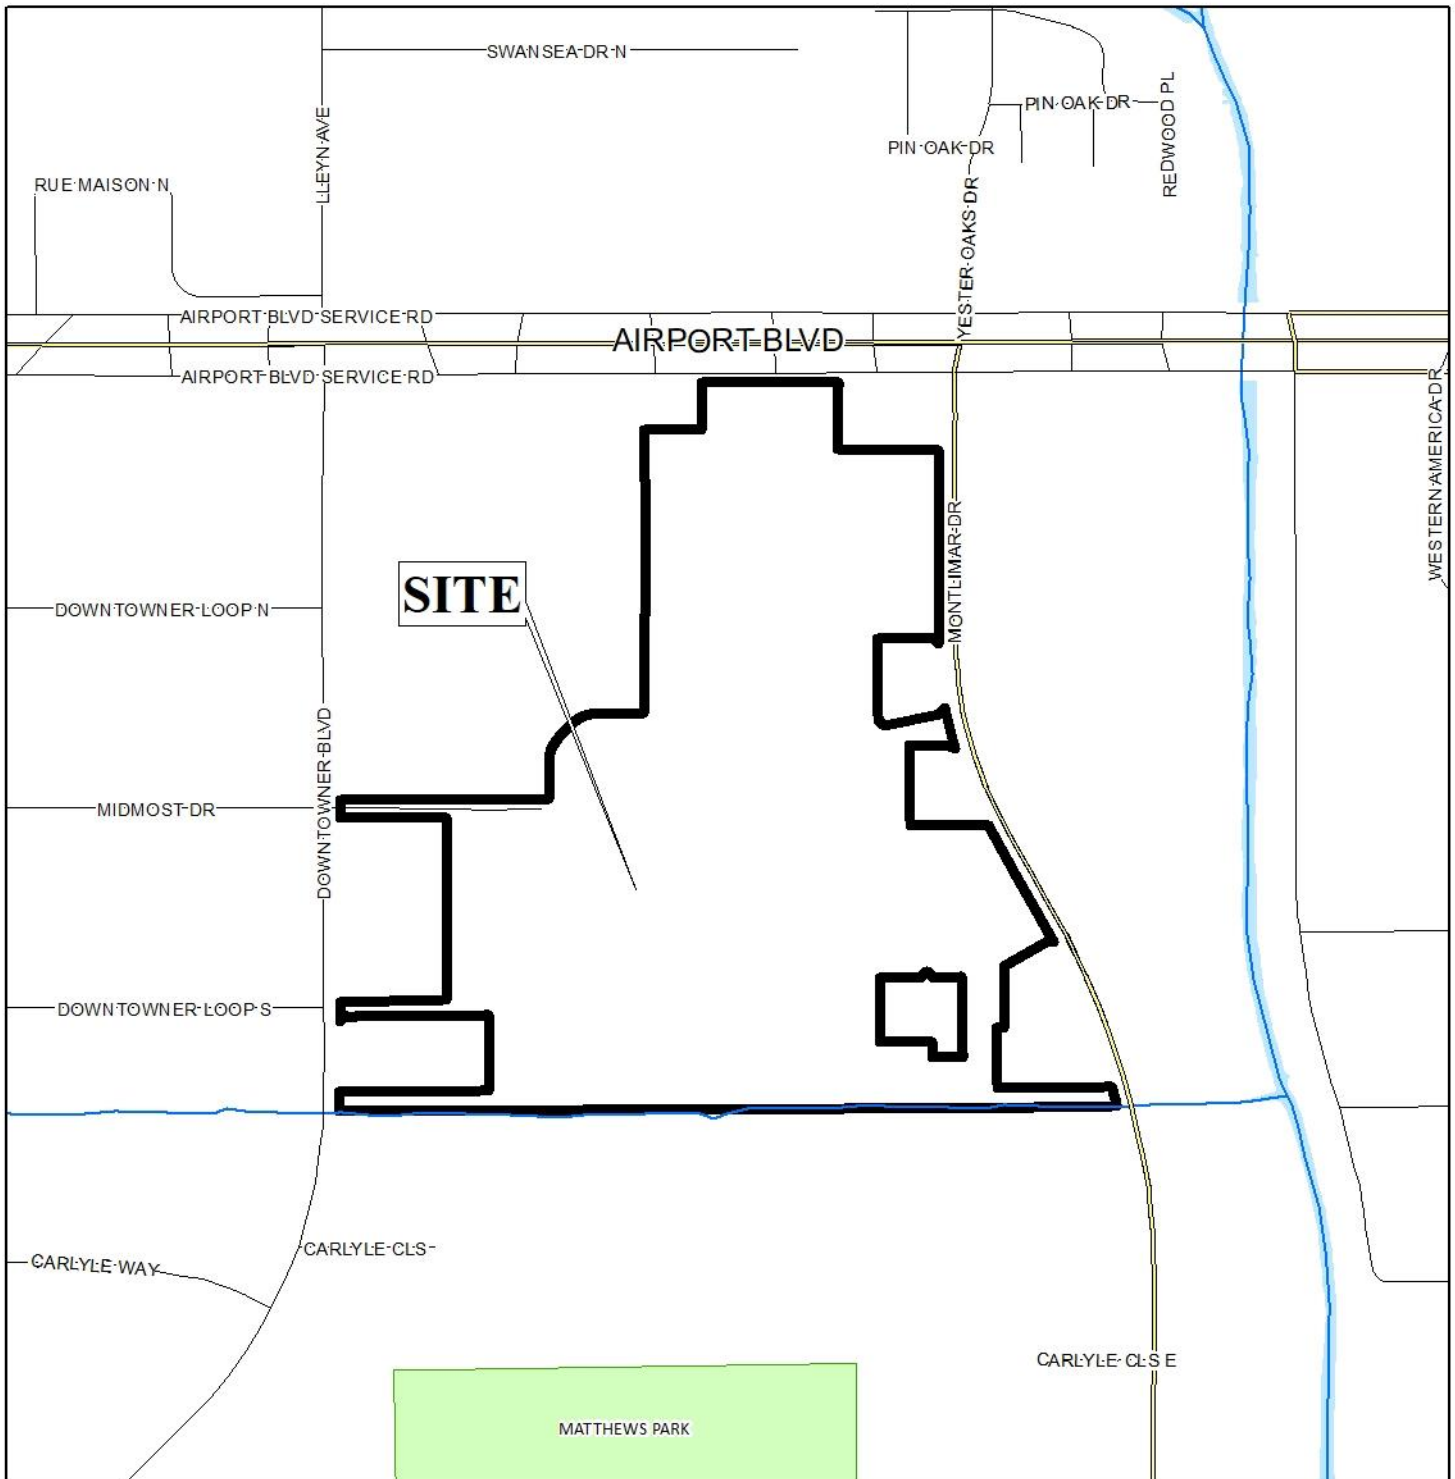 SWANSEA DR N
LLEYN AVE
PIN OAK DR
REDWOOD PL
PIN OAK DR
RUE MAISON N
YESTER OAKS DR
AIRPORT BLVD SERVICE RD
AIRPORT BLVD
AIRPORT BLVD SERVICE RD
WESTERN AMERICA DR
MONTLIMAR DR
SITE
DOWNTOWNER LOOP N
DOWNTOWNER BLVD
MIDMOST DR
DOWNTOWNER LOOP S
CARLYLE CLS
CARLYLE WAY
CARLYLE CLS E
MATTHEWS PARK